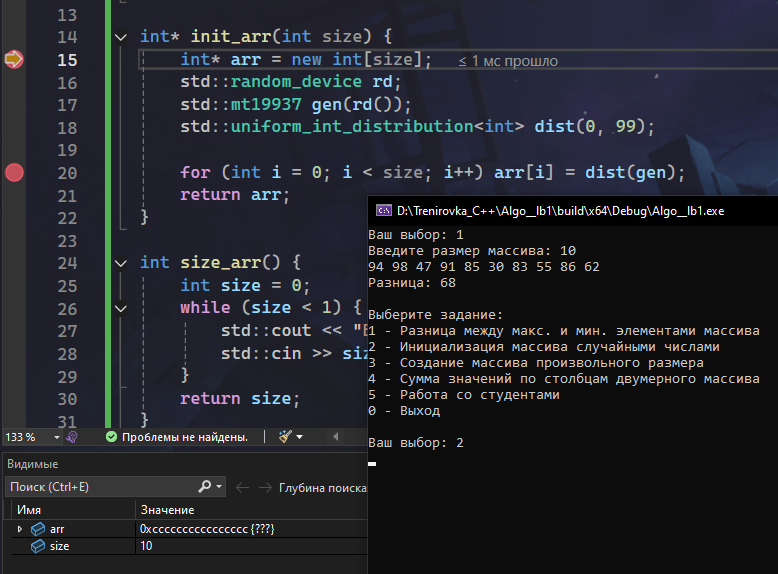 13
14 int* init_arr(int size) {
15 int* arr = new int[size]; ≤ 1 мс прошло
16 std::random_device rd;
17 std::mt19937 gen(rd());
18 std::uniform_int_distribution<int> dist(0, 99);
19
20 for (int i = 0; i < size; i++) arr[i] = dist(gen);
21 return arr;
22 }
23
24 int size_arr() {
25 int size = 0;
26 while (size < 1) {
27 std::cout << "
28 std::cin >> siz
29 }
30 return size;
31 }
133 %
Проблемы не найдены.
Видимые
Поиск (Ctrl+E)
Глубина поиска
Имя Значение
arr 0xcccccccccccccccc {???}
size 10
D:\Trenirovka_C++\Algo__lb1\build\x64\Debug\Algo__lb1.exe
Ваш выбор: 1
Введите размер массива: 10
94 98 47 91 85 30 83 55 86 62
Разница: 68
Выберите задание:
1 - Разница между макс. и мин. элементами массива
2 - Инициализация массива случайными числами
3 - Создание массива произвольного размера
4 - Сумма значений по столбцам двумерного массива
5 - Работа со студентами
0 - Выход
Ваш выбор: 2